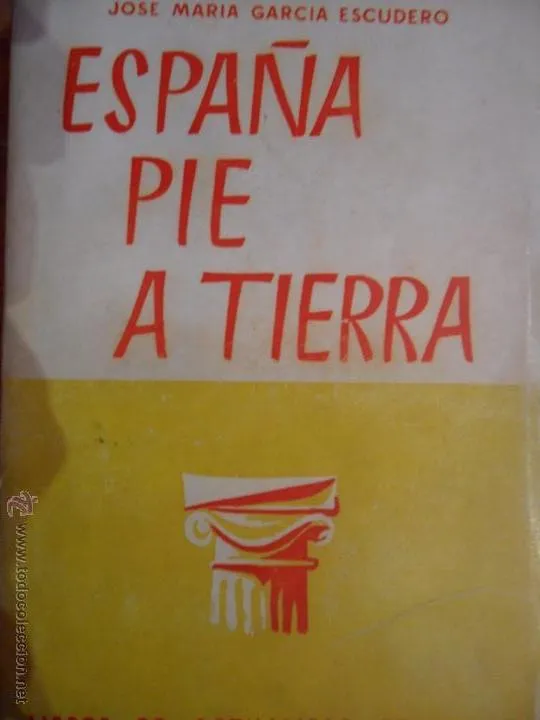 JOSE MARIA GARCIA ESCUDERO
ESPAÑA
PIE
A TIERRA
www.todocoleccion.net